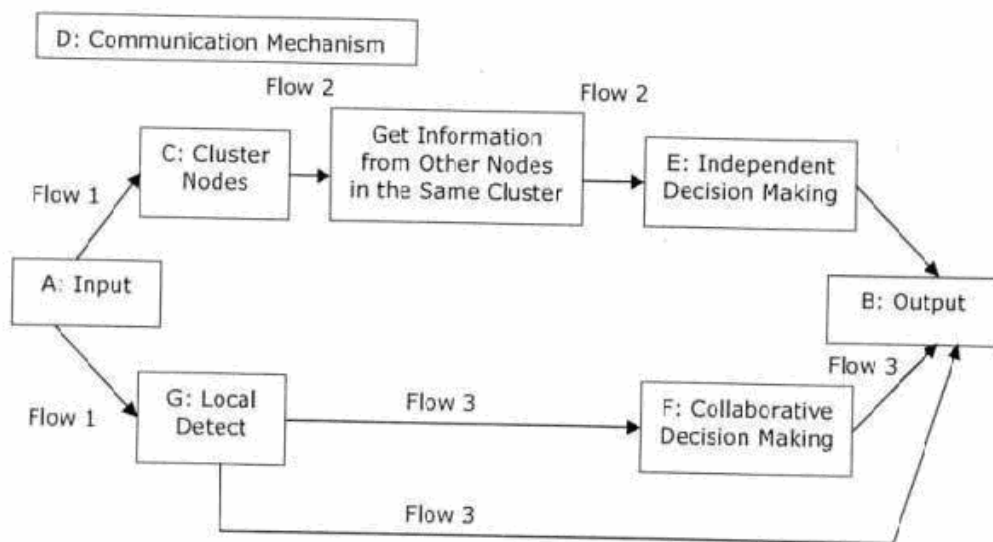 D: Communication Mechanism
Flow 2
Flow 2
C: Cluster
Nodes
Get Information
from Other Nodes
in the Same Cluster
E: Independent
Decision Making
Flow 1
A: Input
B: Output
Flow 1
G: Local
Detect
Flow 3
F: Collaborative
Decision Making
Flow 3
Flow 3